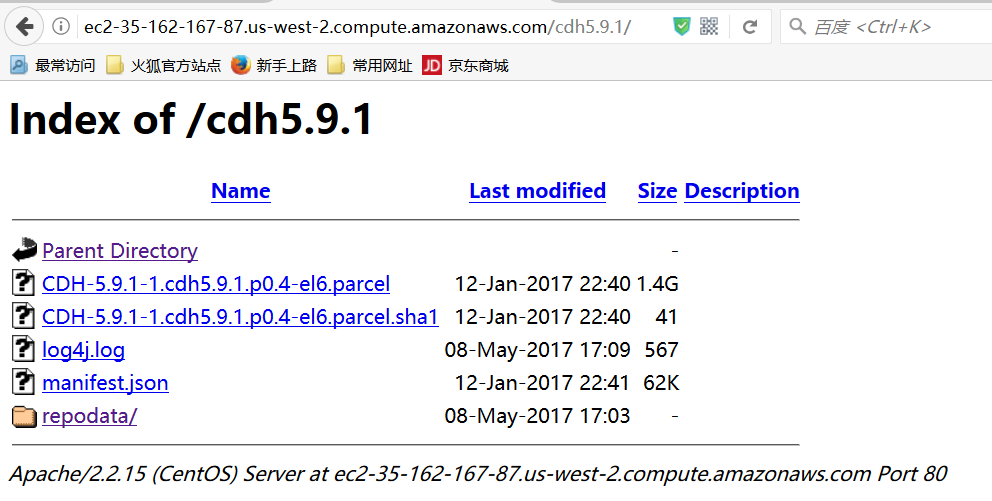 ec2-35-162-167-87.us-west-2.compute.amazonaws.com/cdh5.9.1/ 百度 <Ctrl+K>
最常访问 火狐官方站点 新手上路 常用网址 JD 京东商城
Index of /cdh5.9.1
Name Last modified Size Description
Parent Directory -
CDH-5.9.1-1.cdh5.9.1.p0.4-el6.parcel 12-Jan-2017 22:40 1.4G
CDH-5.9.1-1.cdh5.9.1.p0.4-el6.parcel.sha1 12-Jan-2017 22:40 41
log4j.log 08-May-2017 17:09 567
manifest.json 12-Jan-2017 22:41 62K
repodata/ 08-May-2017 17:03 -
Apache/2.2.15 (CentOS) Server at ec2-35-162-167-87.us-west-2.compute.amazonaws.com Port 80